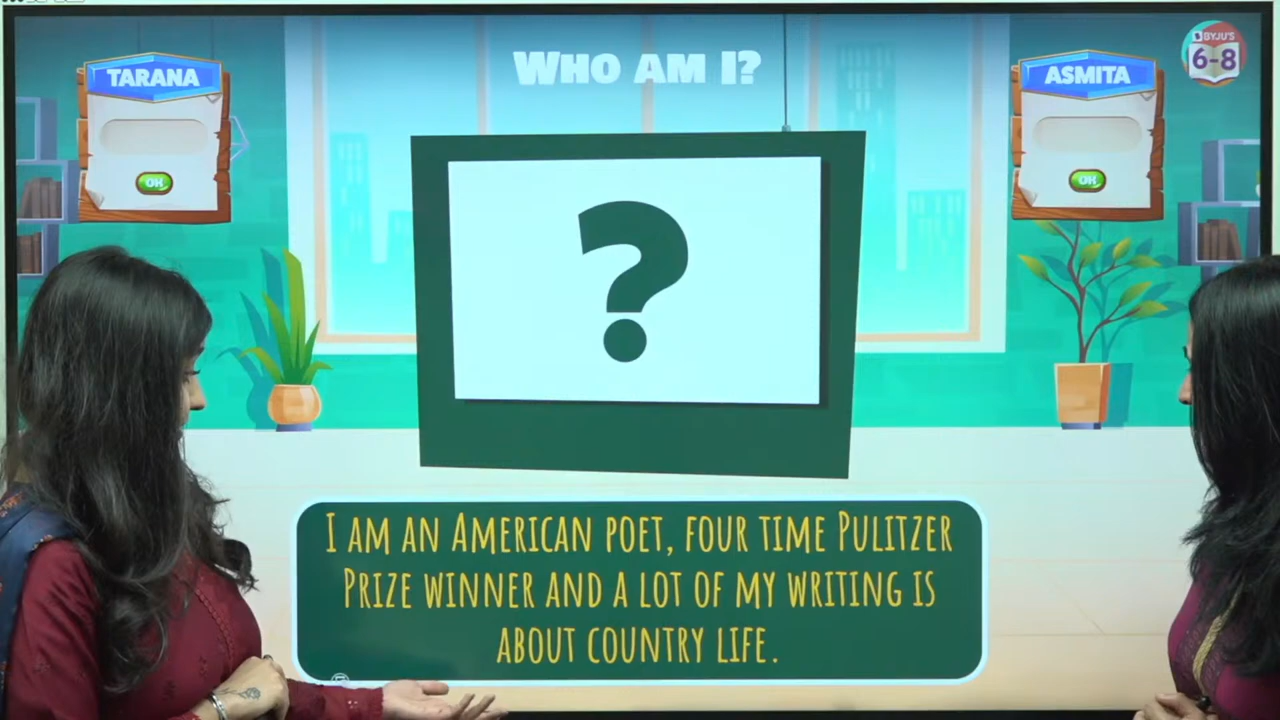 TARANA
OK
WHO AM I?
ASMITA
OK
BYJU'S
6-8
I AM AN AMERICAN POET, FOUR TIME PULITZER
PRIZE WINNER AND A LOT OF MY WRITING IS
ABOUT COUNTRY LIFE.